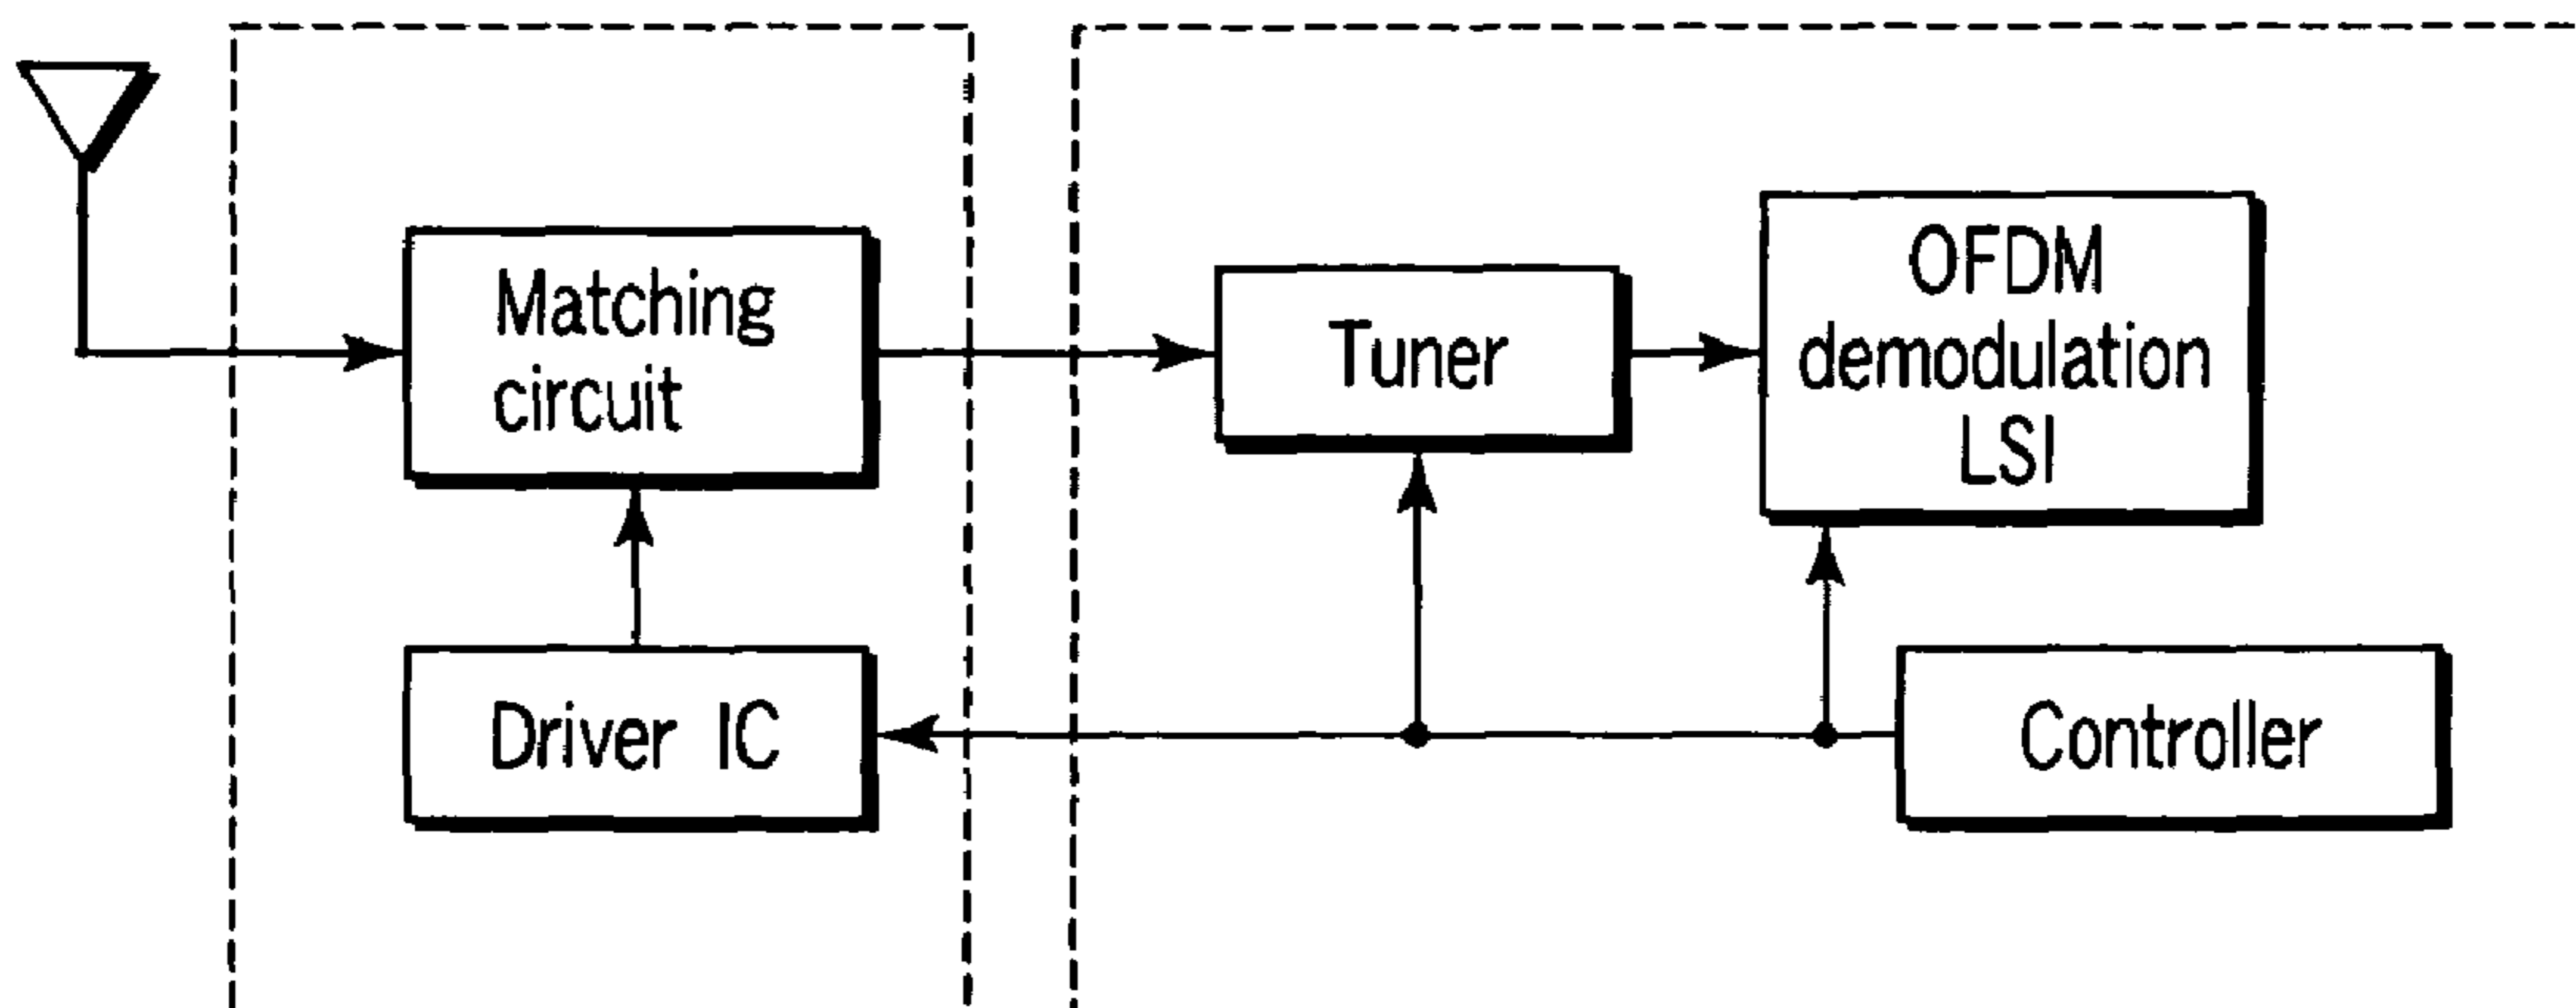 Matching
circuit
Tuner
OFDM
demodulation
LSI
Driver IC
Controller